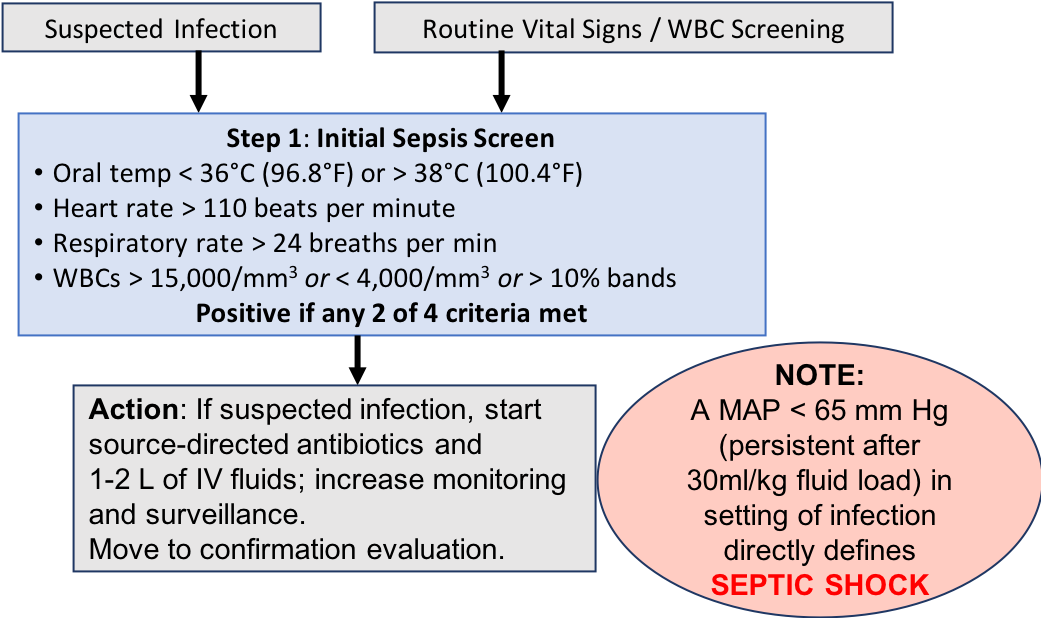 Suspected Infection
Routine Vital Signs / WBC Screening
Step 1: Initial Sepsis Screen
• Oral temp < 36°C (96.8°F) or > 38°C (100.4°F)
• Heart rate > 110 beats per minute
• Respiratory rate > 24 breaths per min
• WBCs > 15,000/mm³ or < 4,000/mm³ or > 10% bands
Positive if any 2 of 4 criteria met
Action: If suspected infection, start
source-directed antibiotics and
1-2 L of IV fluids; increase monitoring
and surveillance.
Move to confirmation evaluation.
NOTE:
A MAP < 65 mm Hg
(persistent after
30ml/kg fluid load) in
setting of infection
directly defines
SEPTIC SHOCK